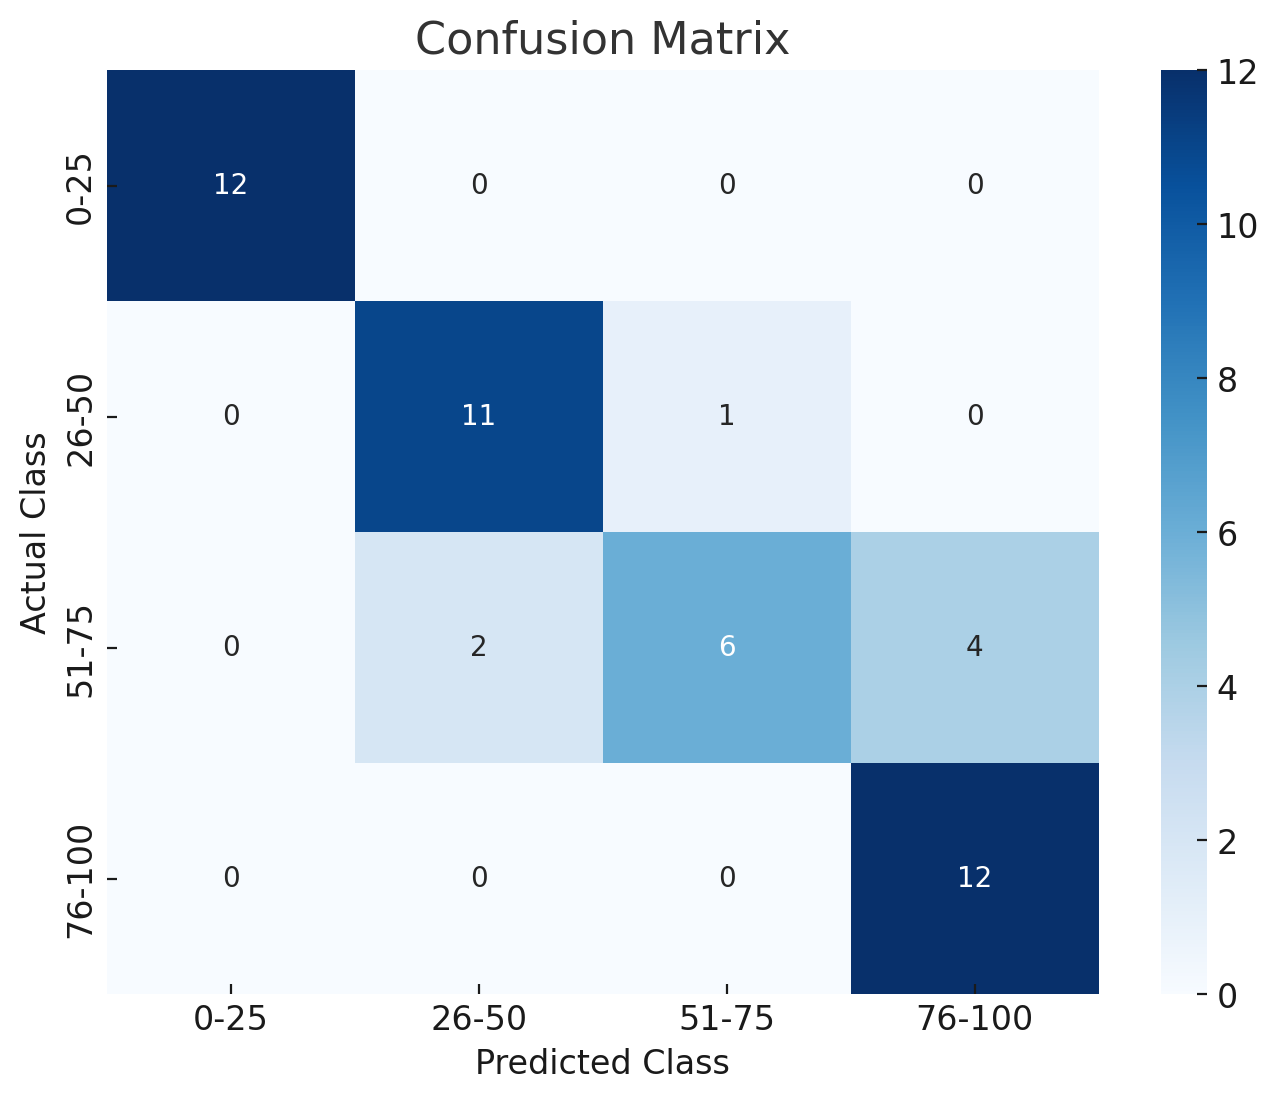 Confusion Matrix
Actual Class
0-25
12 0 0 0
26-50
0 11 1 0
51-75
0 2 6 4
76-100
0 0 0 12
0-25 26-50 51-75 76-100
Predicted Class
12
10
8
6
4
2
0